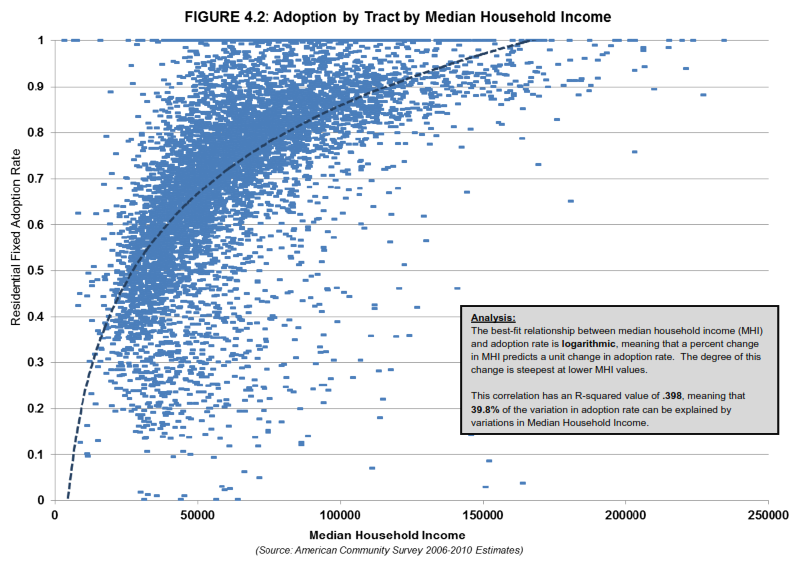 FIGURE 4.2: Adoption by Tract by Median Household Income
Residential Fixed Adoption Rate
1
0.9
0.8
0.7
0.6
0.5
0.4
0.3
0.2
0.1
0
Analysis:
The best-fit relationship between median household income (MHI)
and adoption rate is logarithmic, meaning that a percent change
in MHI predicts a unit change in adoption rate. The degree of this
change is steepest at lower MHI values.
This correlation has an R-squared value of .398, meaning that
39.8% of the variation in adoption rate can be explained by
variations in Median Household Income.
0 50000 100000 150000 200000 250000
Median Household Income
(Source: American Community Survey 2006-2010 Estimates)